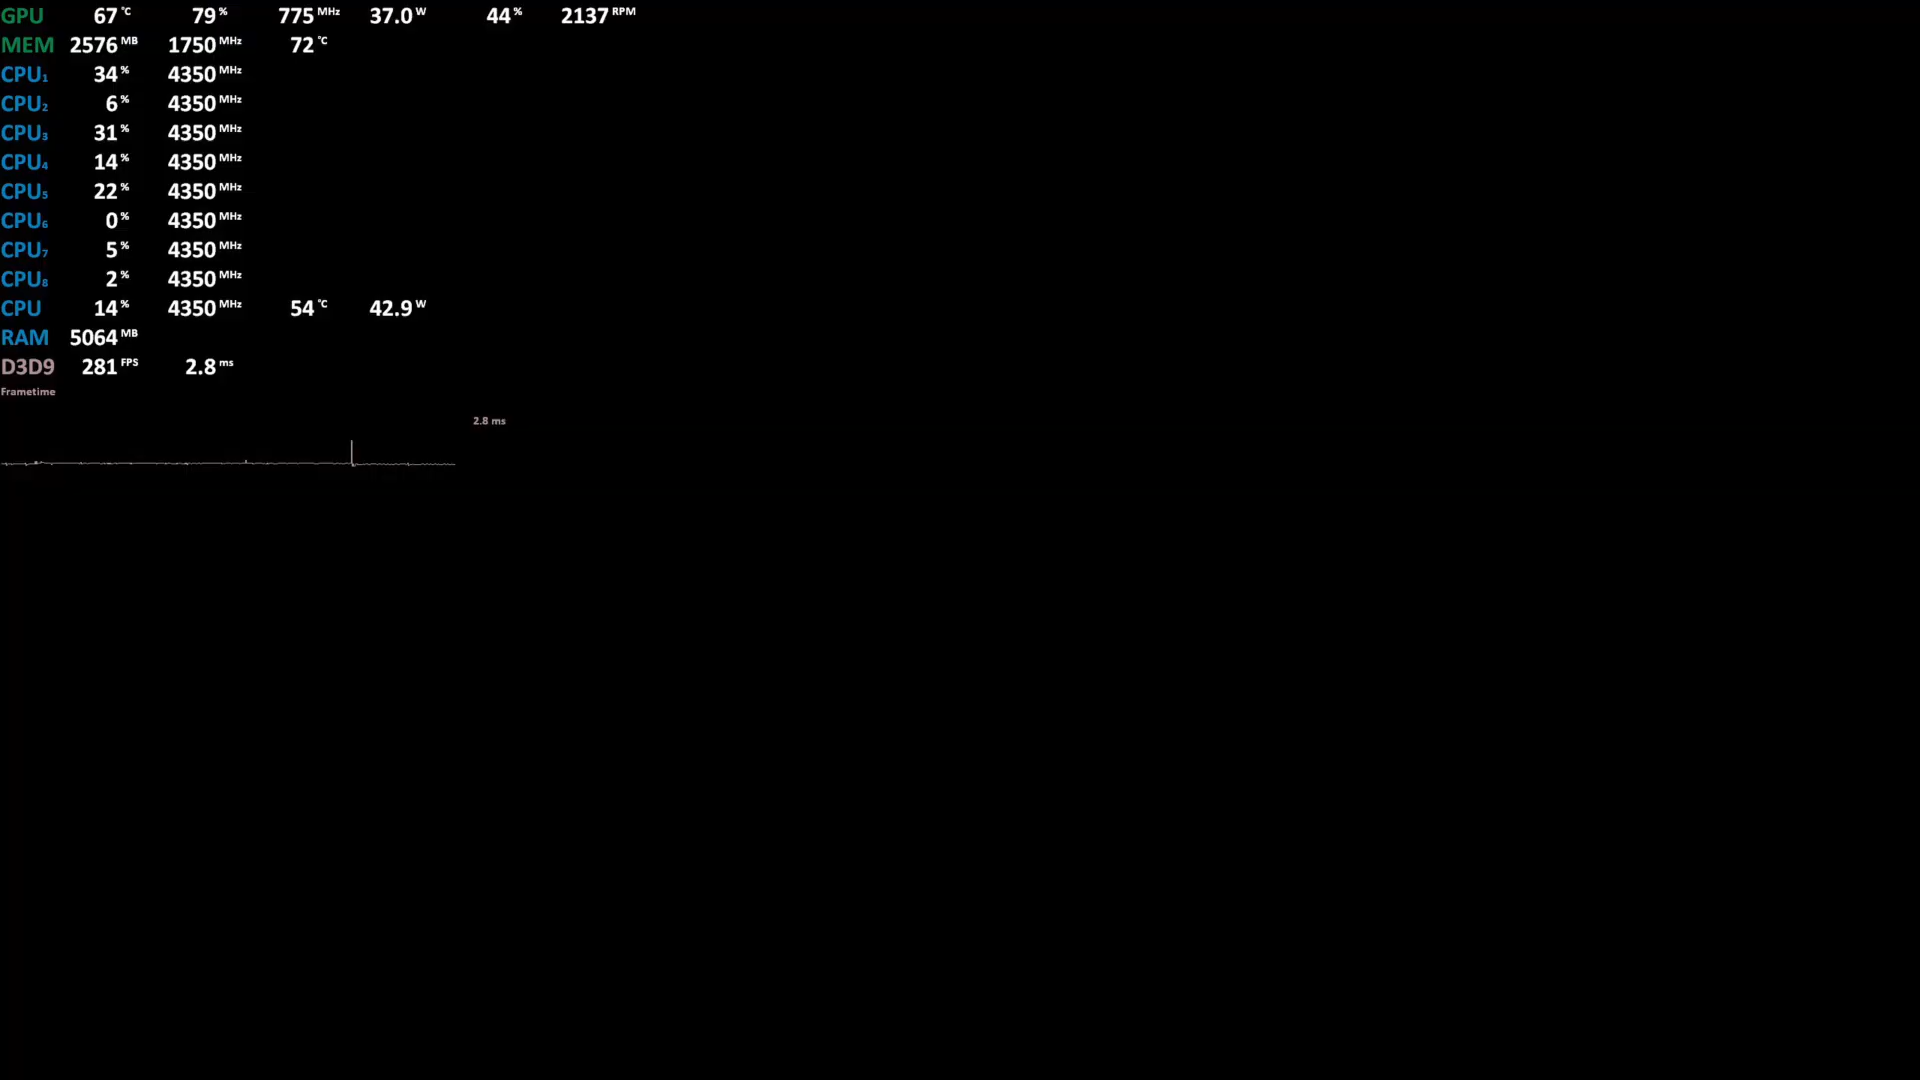 GPU 67 °C 79 % 775 MHz 37.0 W 44 % 2137 RPM
MEM 2576 MB 1750 MHz 72 °C
CPU1 34 % 4350 MHz
CPU2 6 % 4350 MHz
CPU3 31 % 4350 MHz
CPU4 14 % 4350 MHz
CPU5 22 % 4350 MHz
CPU6 0 % 4350 MHz
CPU7 5 % 4350 MHz
CPU8 2 % 4350 MHz
CPU 14 % 4350 MHz 54 °C 42.9 W
RAM 5064 MB
D3D9 281 FPS 2.8 ms
Frametime
2.8 ms